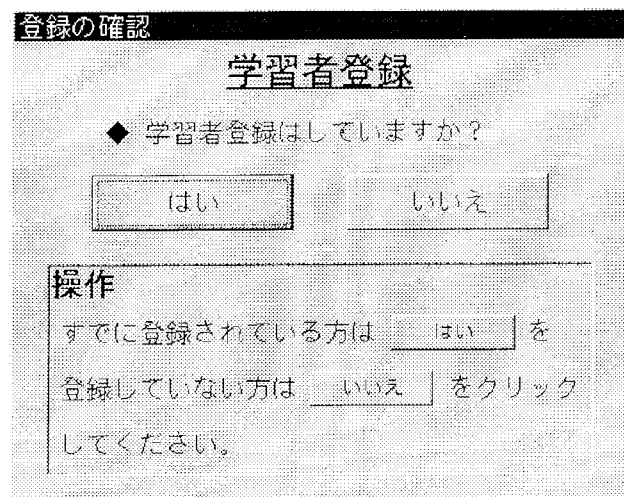 登録の確認
学習者登録
◆ 学習者登録はしていますか？
はい いいえ
操作
すでに登録されている方は はい を
登録していない方は いいえ をクリック
してください。